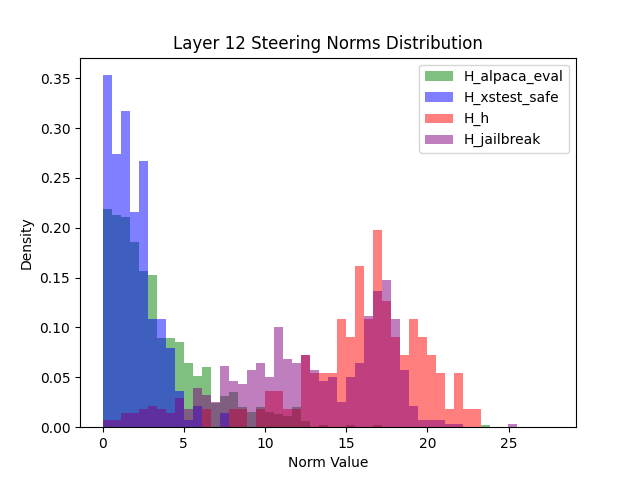 Layer 12 Steering Norms Distribution
H_alpaca_eval
H_xstest_safe
H_h
H_jailbreak
Density
0.35
0.30
0.25
0.20
0.15
0.10
0.05
0.00
0 5 10 15 20 25
Norm Value